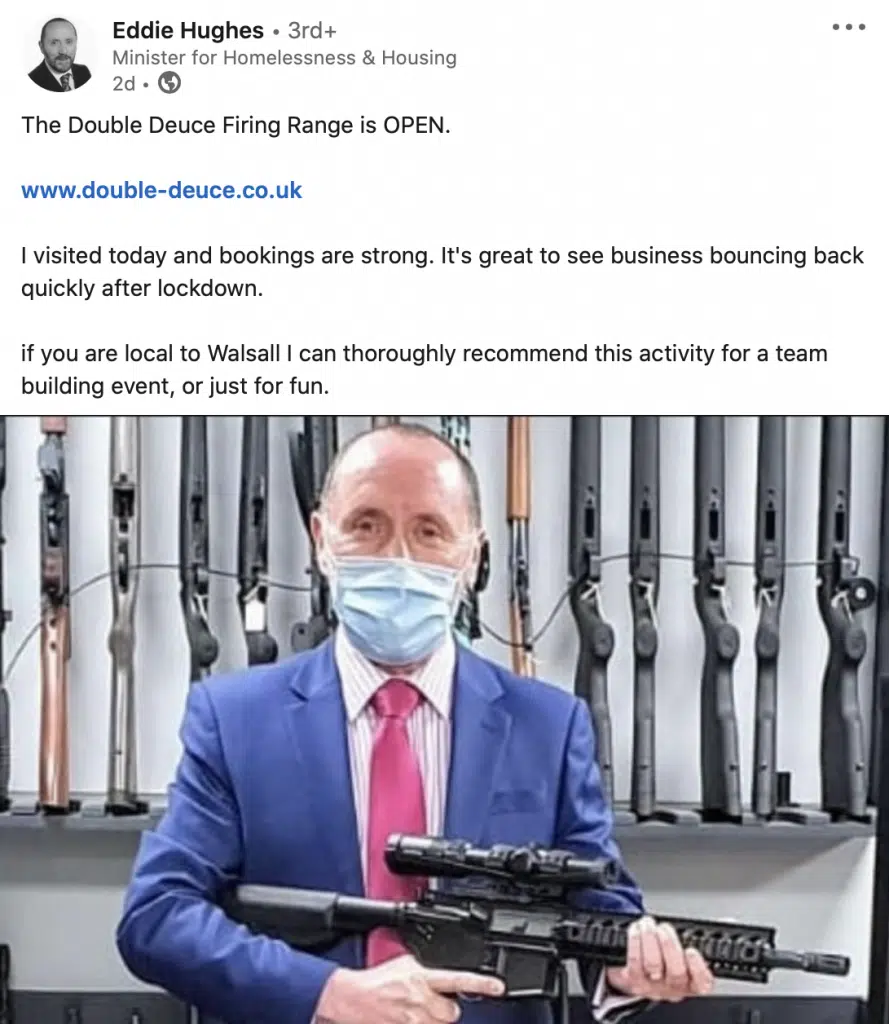 Eddie Hughes • 3rd+
Minister for Homelessness & Housing
2d •
The Double Deuce Firing Range is OPEN.
www.double-deuce.co.uk
I visited today and bookings are strong. It's great to see business bouncing back
quickly after lockdown.
if you are local to Walsall I can thoroughly recommend this activity for a team
building event, or just for fun.